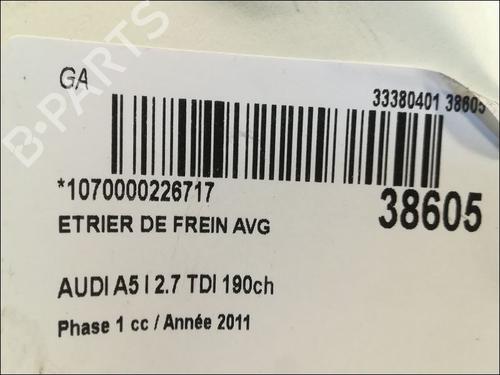 GA
33380401 38605
*1070000226717
38605
ETRIER DE FREIN AVG
AUDI A5 I 2.7 TDI 190ch
Phase 1 cc / Année 2011
B-PARTS